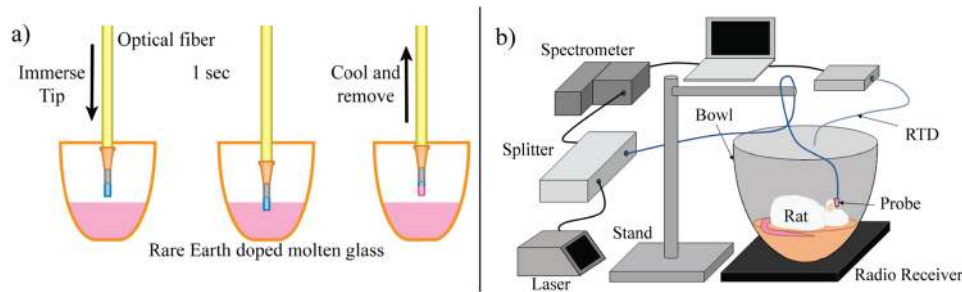 a)
Optical fiber
Immerse
Tip
1 sec
Cool and
remove
Rare Earth doped molten glass
b)
Spectrometer
Bowl
RTD
Splitter
Probe
Rat
Stand
Laser
Radio Receiver